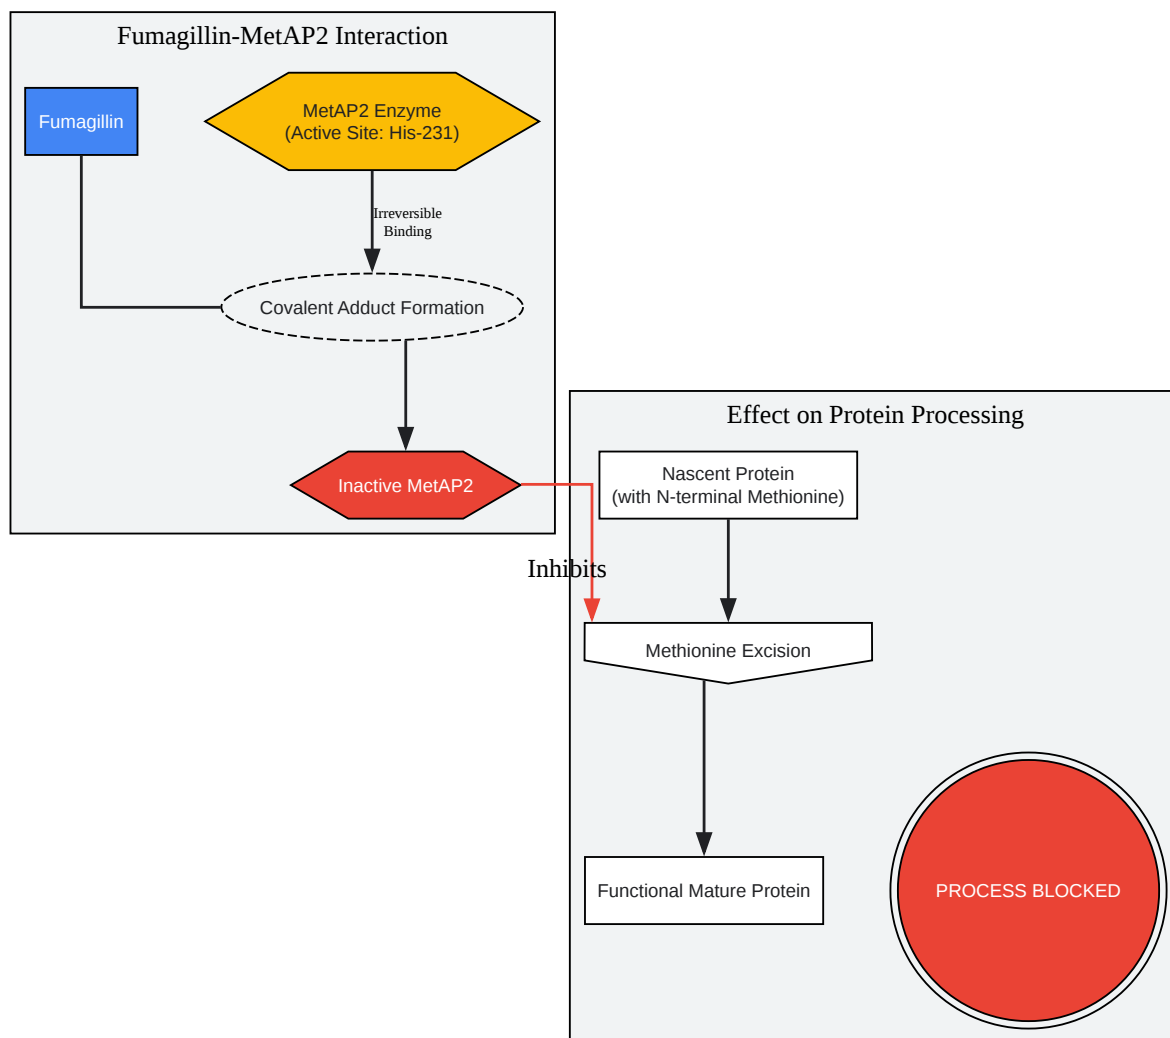 Fumagillin-MetAP2 Interaction
Fumagillin
MetAP2 Enzyme
(Active Site: His-231)
Irreversible
Binding
Covalent Adduct Formation
Inactive MetAP2
Effect on Protein Processing
Nascent Protein
(with N-terminal Methionine)
Inhibits
Methionine Excision
Functional Mature Protein
PROCESS BLOCKED